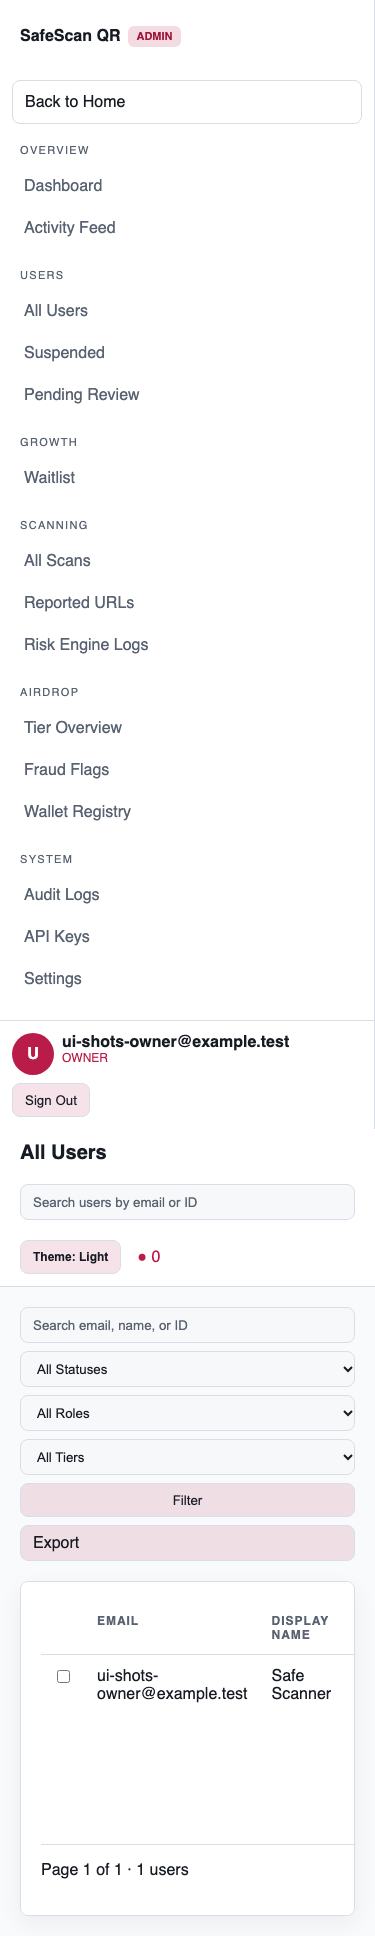 SafeScan QR ADMIN
Back to Home
OVERVIEW
Dashboard
Activity Feed
USERS
All Users
Suspended
Pending Review
GROWTH
Waitlist
SCANNING
All Scans
Reported URLs
Risk Engine Logs
AIRDROP
Tier Overview
Fraud Flags
Wallet Registry
SYSTEM
Audit Logs
API Keys
Settings
U
ui-shots-owner@example.test
OWNER
Sign Out
All Users
Search users by email or ID
Theme: Light ● 0
Search email, name, or ID
All Statuses
All Roles
All Tiers
Filter
Export
EMAIL DISPLAY
NAME
ui-shots- Safe
owner@example.test Scanner
Page 1 of 1 · 1 users